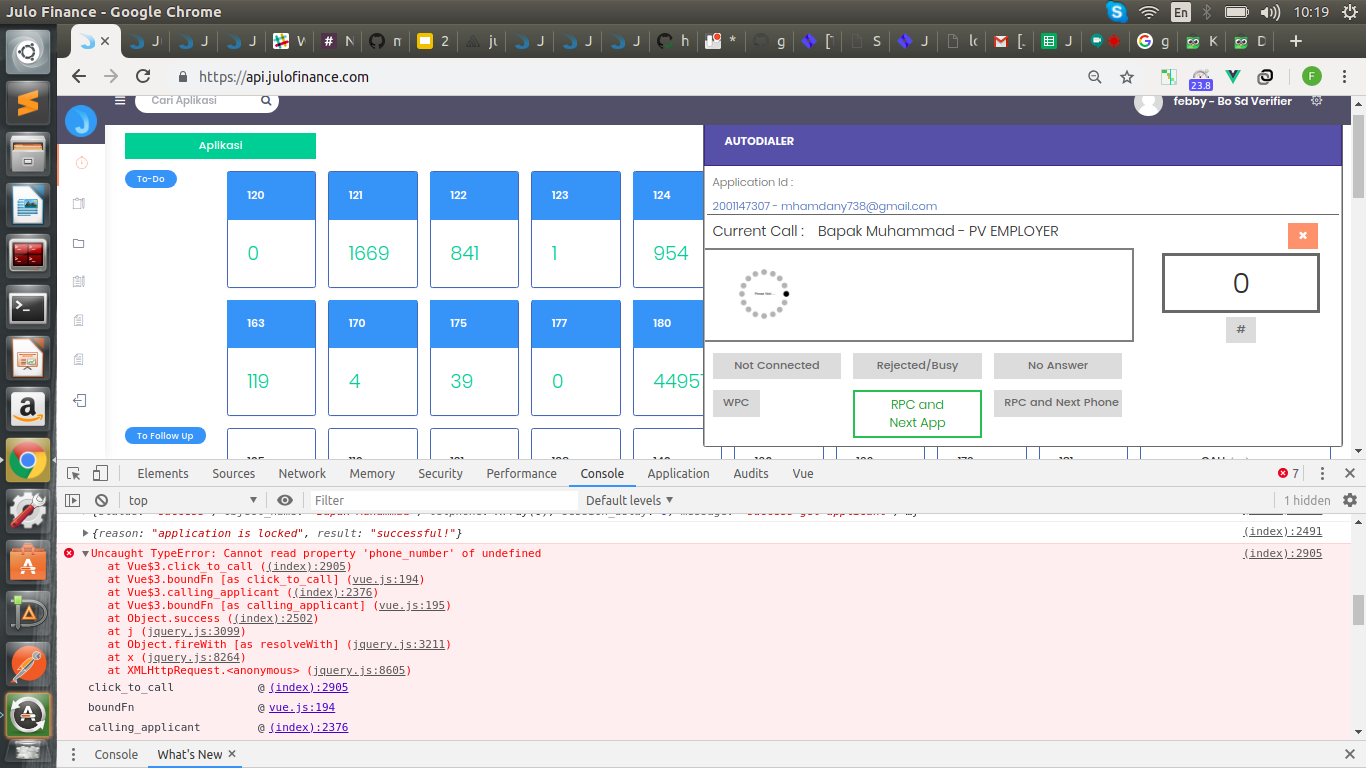 Julo Finance - Google Chrome
En
10:19
J
J
J
W
N
m
2
ju
J
J
J
h
*
g
[
S
J
lo
[.
J
g
K
D
https://api.julofinance.com
23.8
F
Cari Aplikasi
febby - Bo Sd Verifier
Aplikasi
To-Do
120 121 122 123 124
0 1669 841 1 954
163 170 175 177 180
119 4 39 0 4495
To Follow Up
AUTODIALER
Application Id :
2001147307 - mhamdany738@gmail.com
Current Call : Bapak Muhammad - PV EMPLOYER
0
#
Not Connected Rejected/Busy No Answer
WPC RPC and Next App RPC and Next Phone
Elements Sources Network Memory Security Performance Console Application Audits Vue 7
top Filter Default levels 1 hidden
{reason: "application is locked", result: "successful!"} (index):2491
Uncaught TypeError: Cannot read property 'phone_number' of undefined (index):2905
at Vue$3.click_to_call ((index):2905)
at Vue$3.boundFn [as click_to_call] (vue.js:194)
at Vue$3.calling_applicant ((index):2376)
at Vue$3.boundFn [as calling_applicant] (vue.js:195)
at Object.success ((index):2502)
at j (jquery.js:3099)
at Object.fireWith [as resolveWith] (jquery.js:3211)
at x (jquery.js:8264)
at XMLHttpRequest.<anonymous> (jquery.js:8605)
click_to_call @ (index):2905
boundFn @ vue.js:194
calling_applicant @ (index):2376
Console What's New